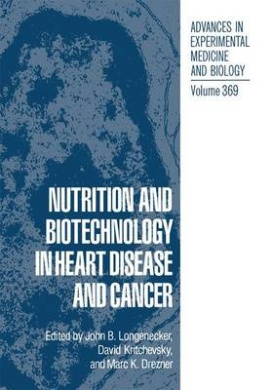 ADVANCES IN
EXPERIMENTAL
MEDICINE
AND BIOLOGY
Volume 369
NUTRITION AND
BIOTECHNOLOGY
IN HEART DISEASE
AND CANCER
Edited by John B. Longenecker,
David Kritchevsky,
and Marc K. Drezner